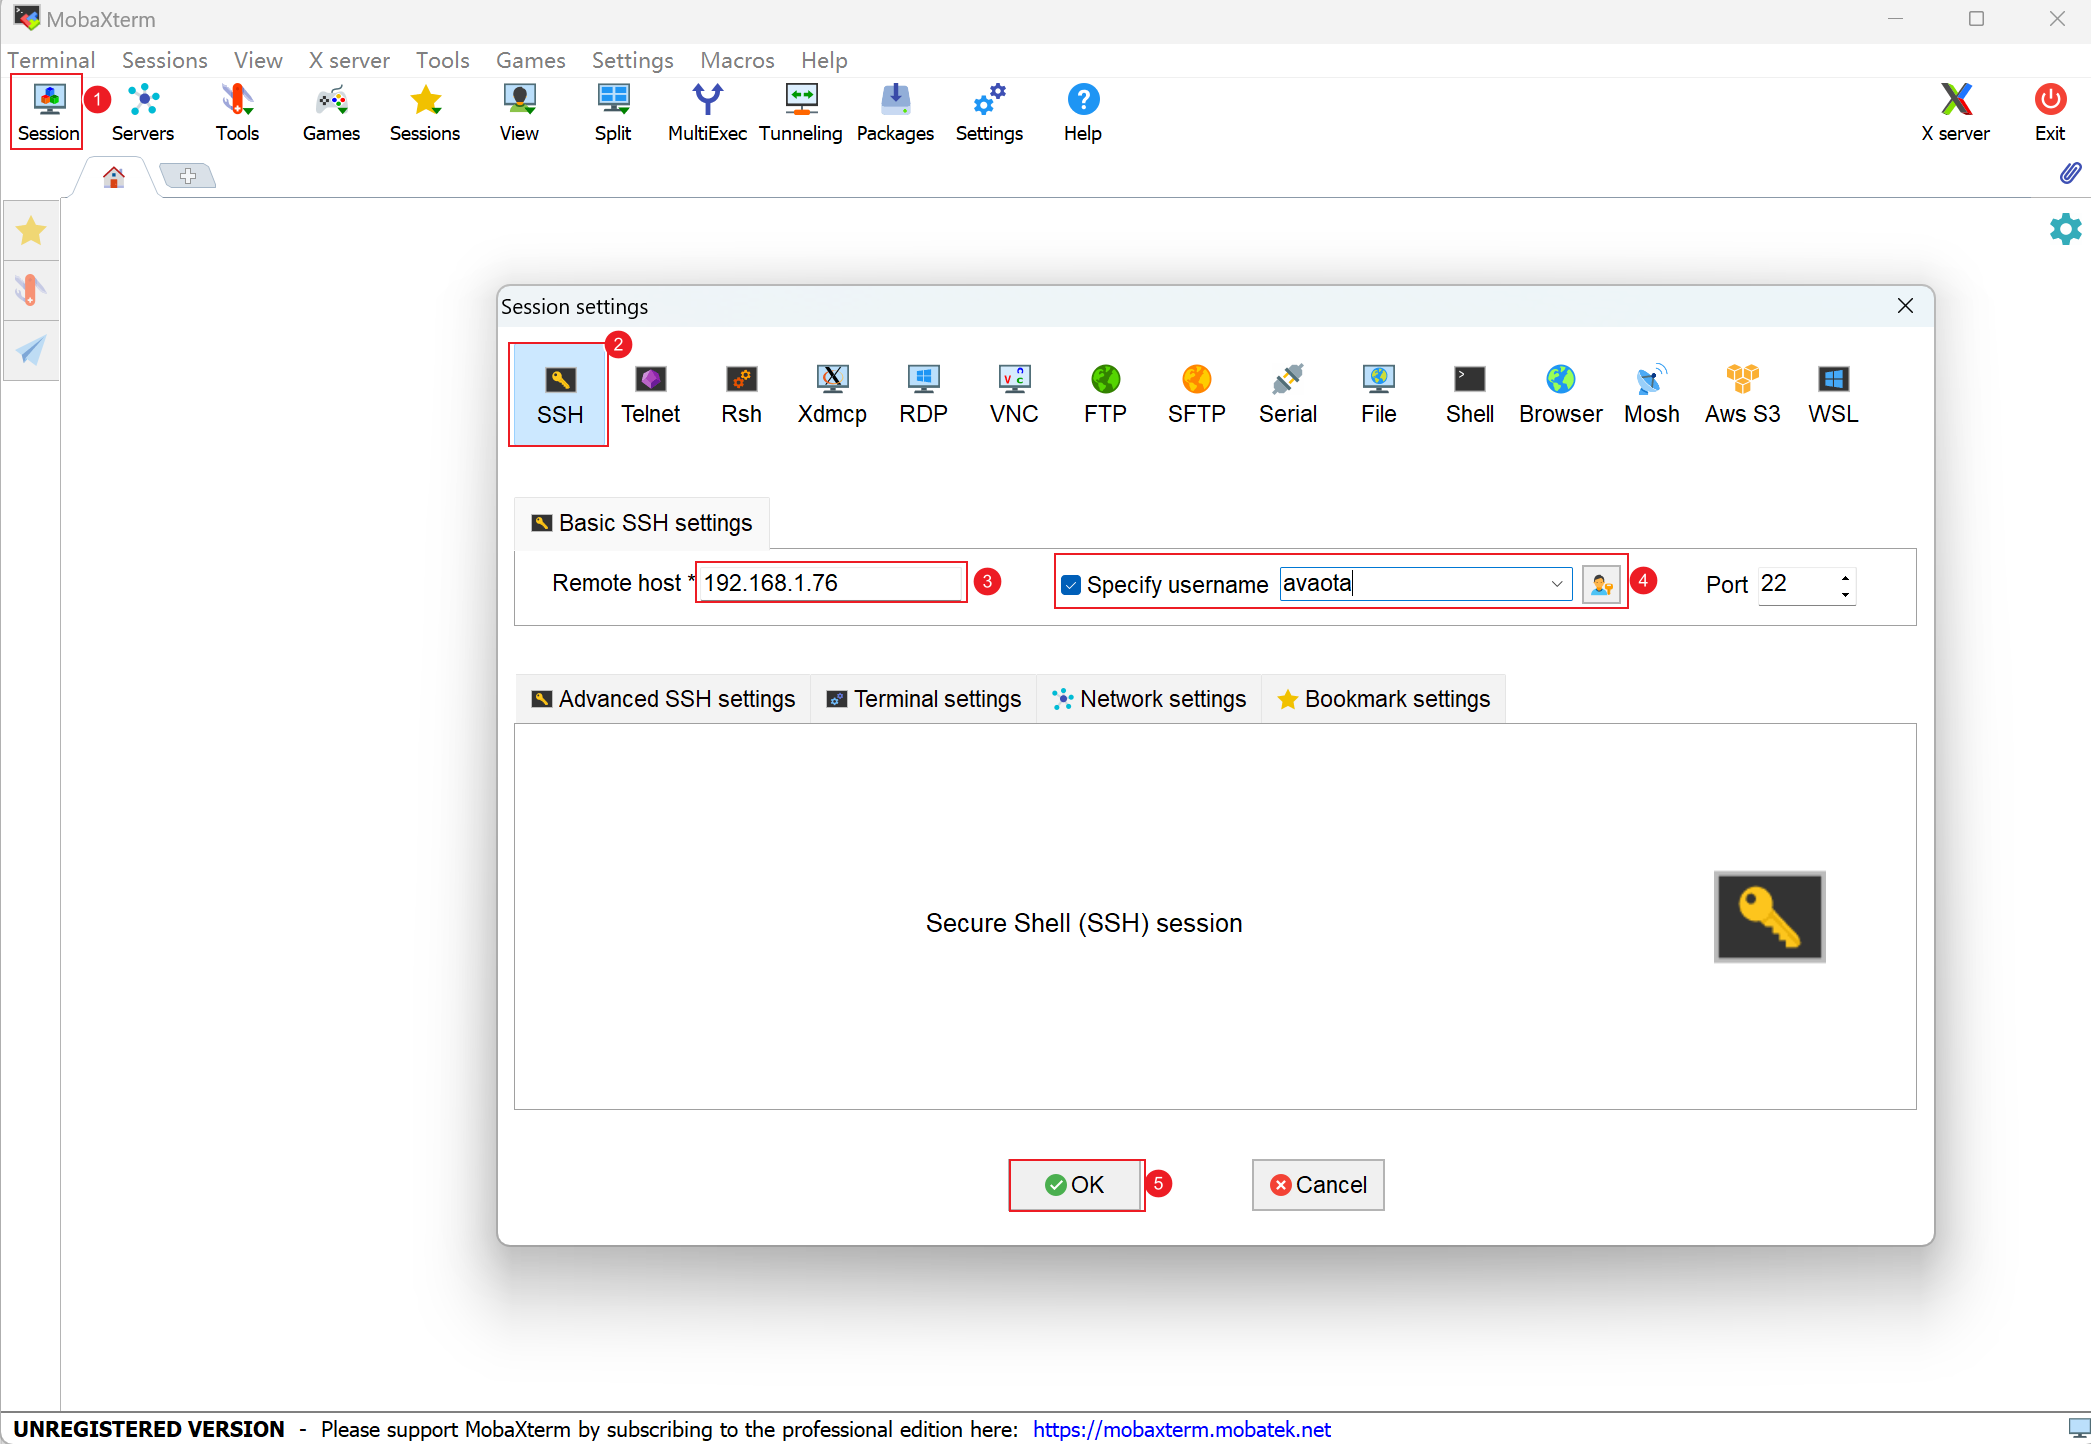 MobaXterm
Terminal Sessions View X server Tools Games Settings Macros Help
Session 1 Servers Tools Games Sessions View Split MultiExec Tunneling Packages Settings Help X server Exit
Session settings
2
SSH Telnet Rsh Xdmcp RDP VNC FTP SFTP Serial File Shell Browser Mosh Aws S3 WSL
Basic SSH settings
Remote host * 192.168.1.76 3 Specify username avaota 4 Port 22
Advanced SSH settings Terminal settings Network settings Bookmark settings
Secure Shell (SSH) session
OK 5 Cancel
UNREGISTERED VERSION - Please support MobaXterm by subscribing to the professional edition here: https://mobaxterm.mobatek.net